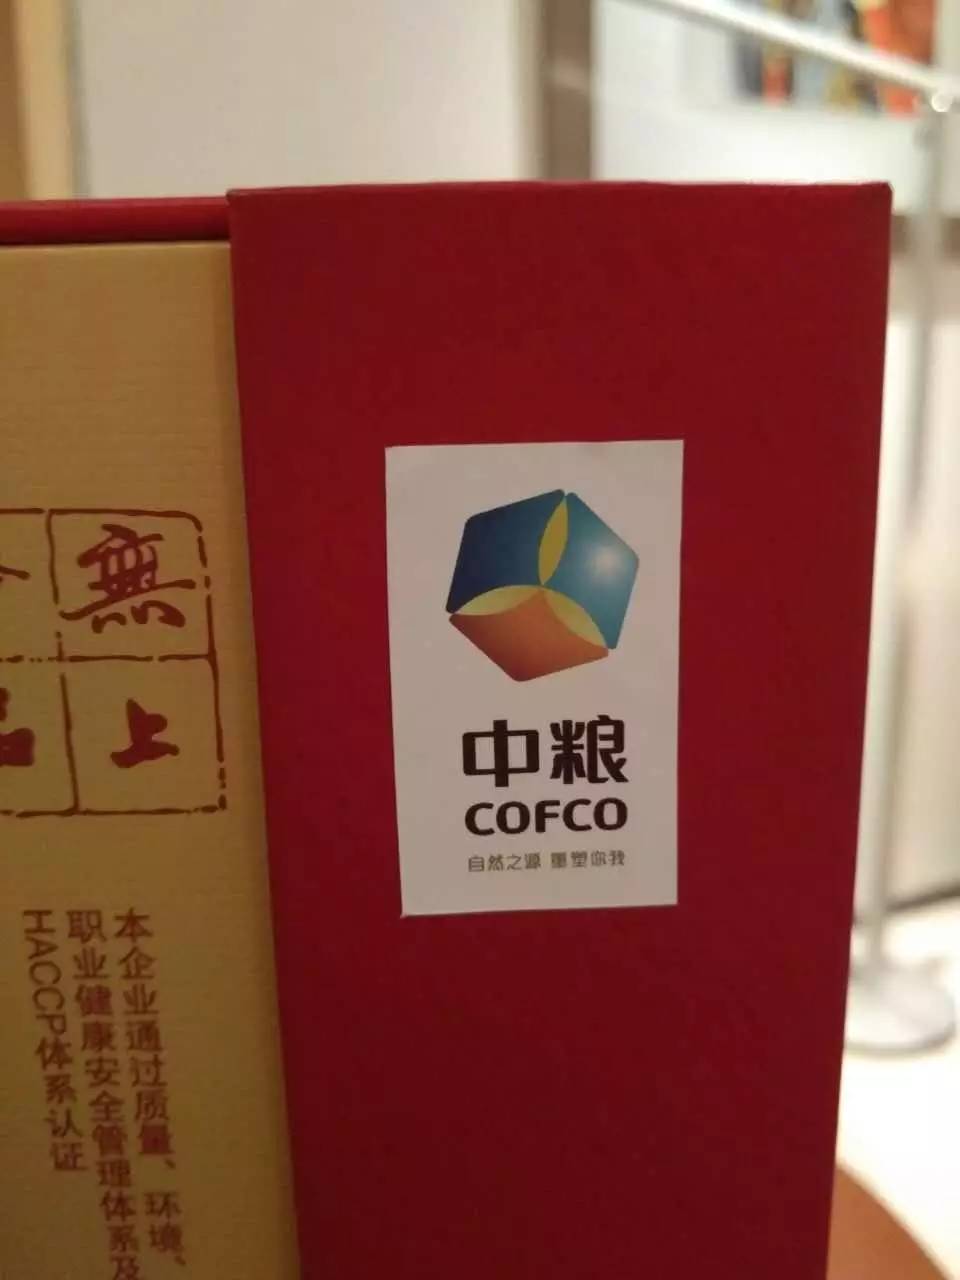 無
上
品
中粮
COFCO
自然之源 重塑你我
本企业通过质量、环境、
职业健康安全管理体系及
HACCP体系认证